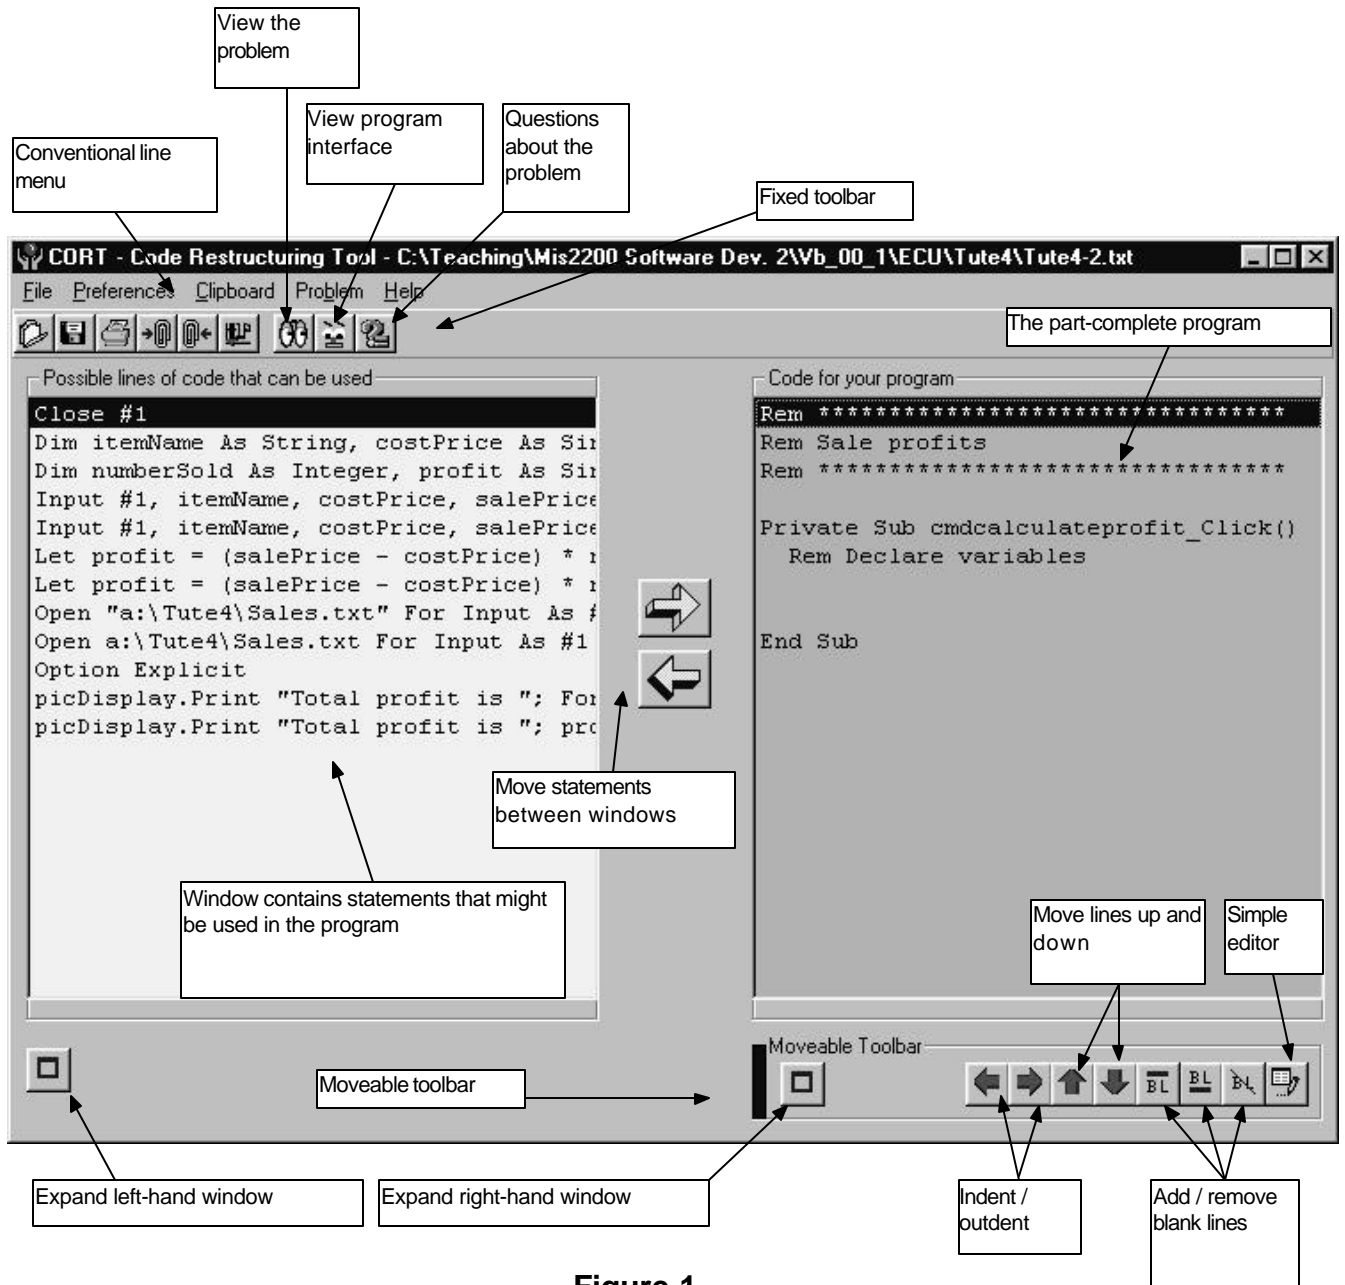 View the
problem
View program
interface
Questions
about the
problem
Conventional line
menu
Fixed toolbar
CORT - Code Restructuring Tool - C:\Teaching\Mis2200 Software Dev. 2\Vb_00_1\ECU\Tute4\Tute4-2.txt
File Preferences Clipboard Problem Help
The part-complete program
Possible lines of code that can be used
Close #1
Dim itemName As String, costPrice As Sin
Dim numberSold As Integer, profit As Sin
Input #1, itemName, costPrice, salePrice
Input #1, itemName, costPrice, salePrice
Let profit = (salePrice - costPrice) *
Let profit = (salePrice - costPrice) *
Open "a:\Tute4\Sales.txt" For Input As #
Open a:\Tute4\Sales.txt For Input As #1
Option Explicit
picDisplay.Print "Total profit is "; For
picDisplay.Print "Total profit is "; pro
Code for your program
Rem *********************************
Rem Sale profits
Rem *********************************
Private Sub cmdcalculateprofit_Click()
Rem Declare variables
End Sub
Move statements
between windows
Window contains statements that might
be used in the program
Move lines up and
down
Simple
editor
Moveable Toolbar
BL BL BL
Moveable toolbar
Expand left-hand window
Expand right-hand window
Indent /
outdent
Add / remove
blank lines
Figure 1